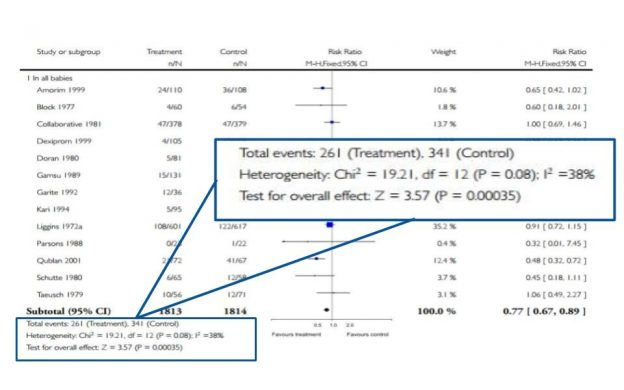 Study or subgroup Treatment Control Risk Ratio Weight Risk Ratio
n/N n/N M-H,Fixed,95% CI M-H,Fixed,95% CI
1 In all babies
Amorim 1999 24/110 36/108 10.6 % 0.65 [ 0.42, 1.02 ]
Block 1977 4/60 6/54 1.8 % 0.60 [ 0.18, 2.01 ]
Collaborative 1981 47/378 47/379 13.7 % 1.00 [ 0.69, 1.46 ]
Dexiprom 1999 4/105
Doran 1980 5/81
Gamsu 1989 15/131
Garite 1992 12/36
Kari 1994 5/95
Total events: 261 (Treatment), 341 (Control)
Heterogeneity: Chi² = 19.21, df = 12 (P = 0.08); I² =38%
Test for overall effect: Z = 3.57 (P = 0.00035)
Liggins 1972a 108/601 122/617 35.2 % 0.91 [ 0.72, 1.15 ]
Parsons 1988 1/22 0.4 % 0.32 [ 0.01, 7.45 ]
Qublan 2001 41/67 12.4 % 0.48 [ 0.32, 0.72 ]
Schutte 1980 6/65 12/58 3.7 % 0.45 [ 0.18, 1.11 ]
Taeusch 1979 10/56 12/71 3.1 % 1.06 [ 0.49, 2.27 ]
Subtotal (95% CI) 1813 1814 100.0 % 0.77 [ 0.67, 0.89 ]
Total events: 261 (Treatment), 341 (Control)
Heterogeneity: Chi² = 19.21, df = 12 (P = 0.08); I² =38%
Test for overall effect: Z = 3.57 (P = 0.00035)
0.5 1.0 2.0
Favours treatment Favours control